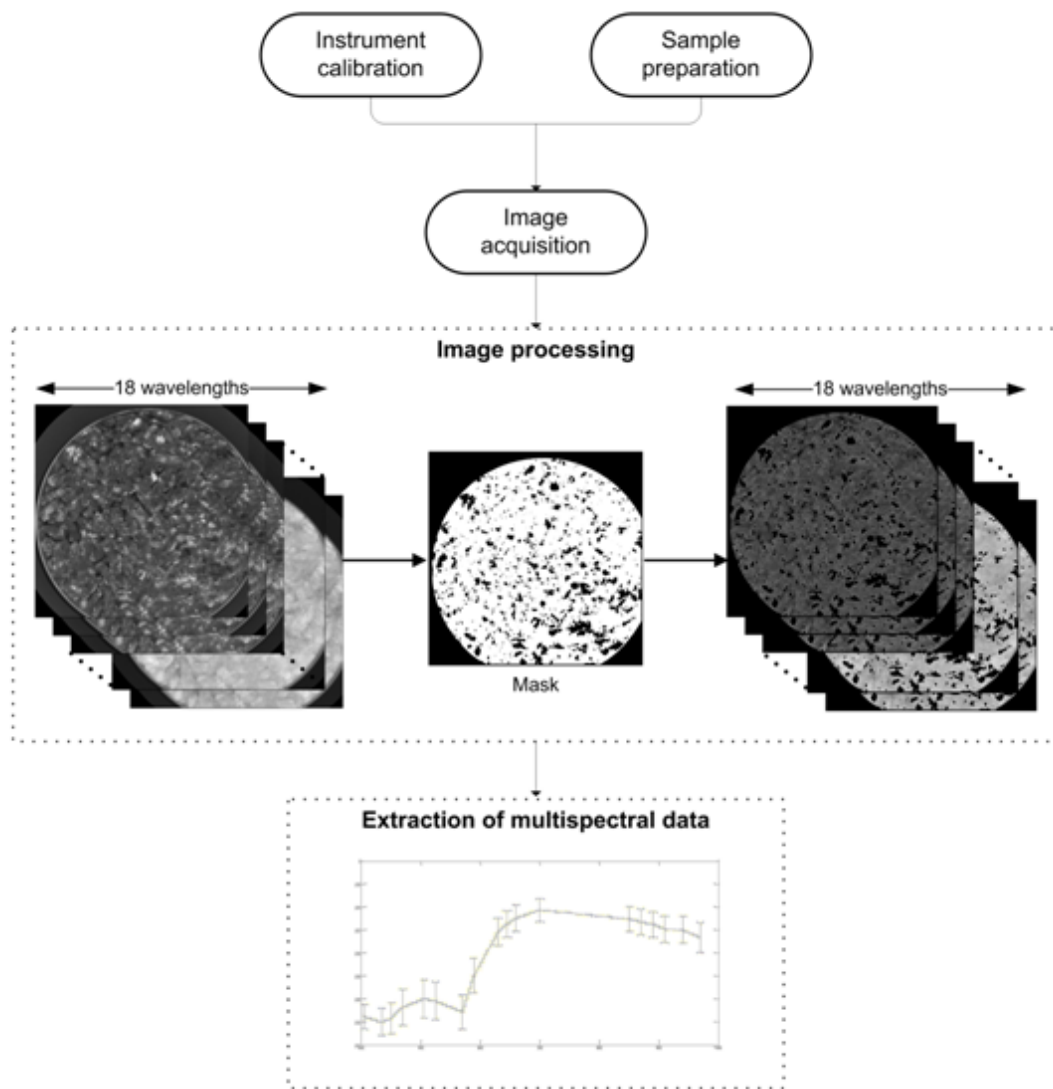 Instrument
calibration
Sample
preparation
Image
acquisition
Image processing
18 wavelengths
18 wavelengths
Mask
Extraction of multispectral data